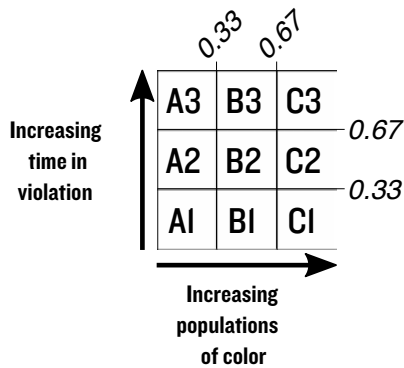 0.33 0.67
A3 B3 C3
0.67
Increasing
time in
violation
A2 B2 C2
0.33
A1 B1 C1
Increasing
populations
of color